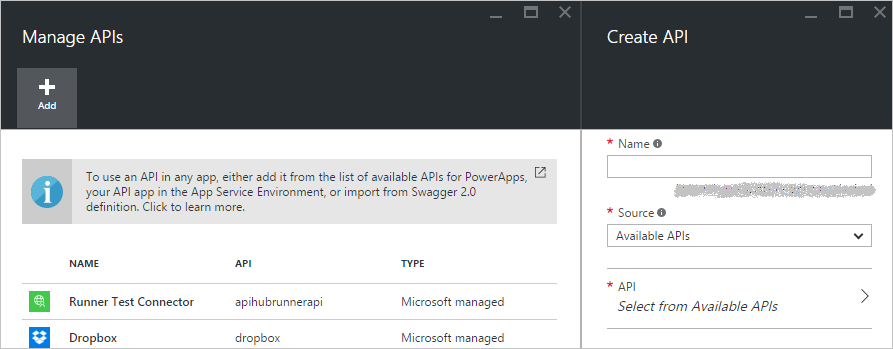 Manage APIs
Add
To use an API in any app, either add it from the list of available APIs for PowerApps,
your API app in the App Service Environment, or import from Swagger 2.0
definition. Click to learn more.
NAME API TYPE
Runner Test Connector apihubrunnerapi Microsoft managed
Dropbox dropbox Microsoft managed
Create API
* Name
* Source
Available APIs
* API
Select from Available APIs